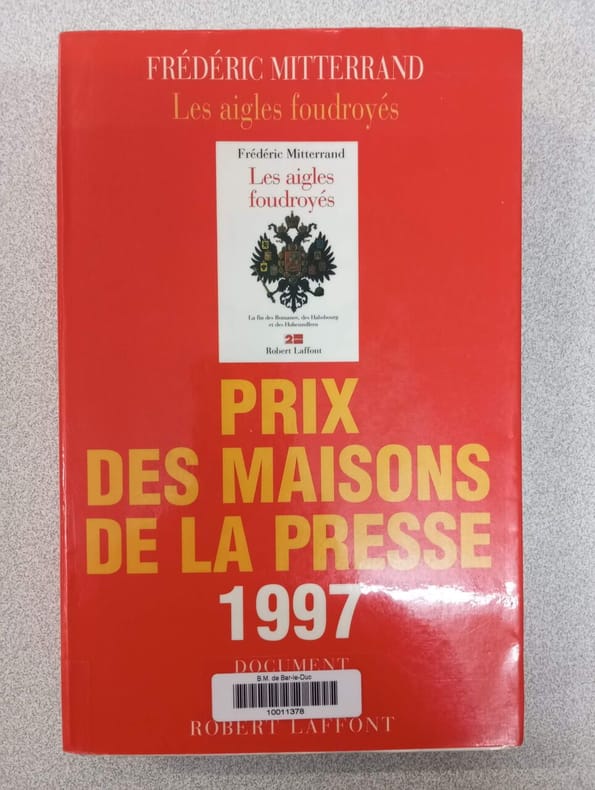 FRÉDÉRIC MITTERRAND
Les aigles foudroyés
Frédéric Mitterrand
Les aigles
foudroyés
La fin des Romanov, des Habsbourg
et des Hohenzollern
2
Robert Laffont
PRIX
DES MAISONS
DE LA PRESSE
1997
DOCUMENT
B.M. de Bar-le-Duc
10011378
ROBERT LAFFONT